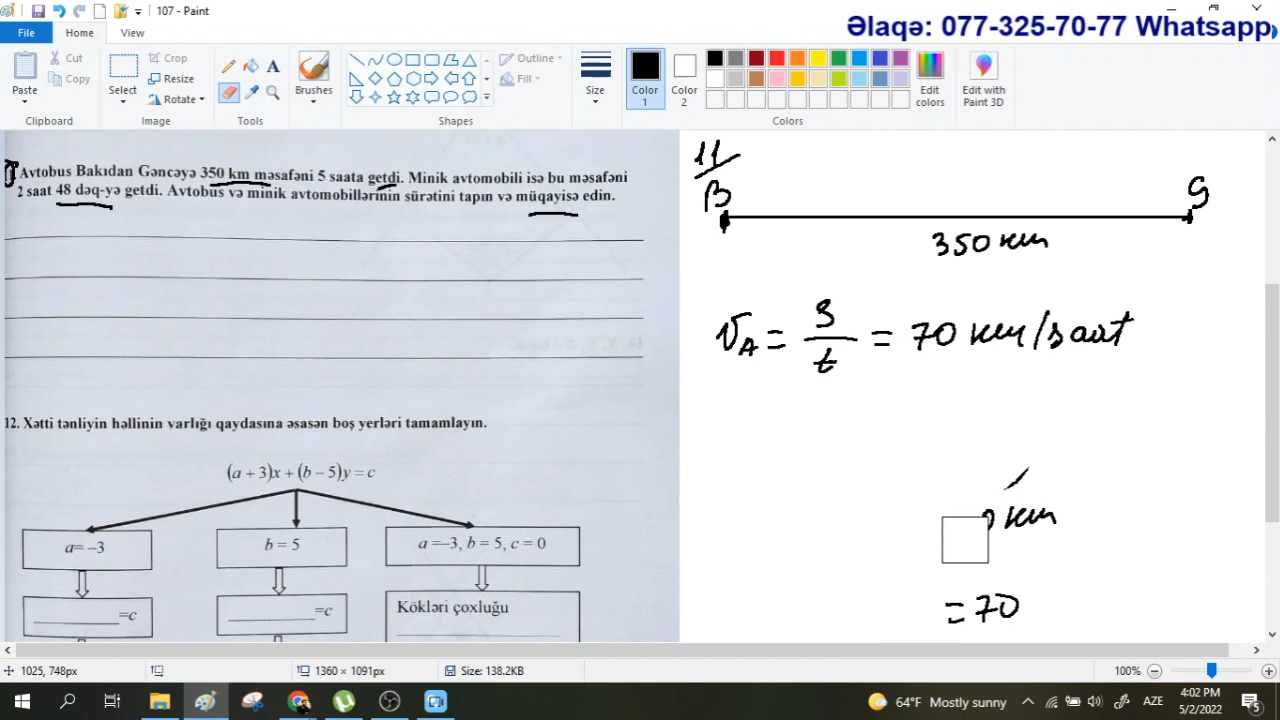 107 - Paint
Əlaqə: 077-325-70-77 Whatsapp
File Home View
Paste
Cut
Copy
Clipboard
Select
Crop
Resize
Rotate
Image
A
Tools
Brushes
Outline
Fill
Shapes
Size
Color 1
Color 2
Edit colors
Edit with Paint 3D
Colors
Avtobus Bakıdan Gəncəyə 350 km məsafəni 5 saata getdi. Minik avtomobili isə bu məsafəni
2 saat 48 dəq-yə getdi. Avtobus və minik avtomobillərinin sürətini tapın və müqayisə edin.
12. Xətti tənliyin həllinin varlığı qaydasına əsasən boş yerləri tamamlayın.
(a + 3)x + (b − 5)y = c
a= −3
b = 5
a =−3, b = 5, c = 0
______=c
______=c
Kökləri çoxluğu
11
B
G
350 km
VA = S/t = 70 km/saat
km
= 70
1025, 748px
1360 × 1091px
Size: 138.2KB
100%
64°F Mostly sunny
AZE
4:02 PM
5/2/2022
5